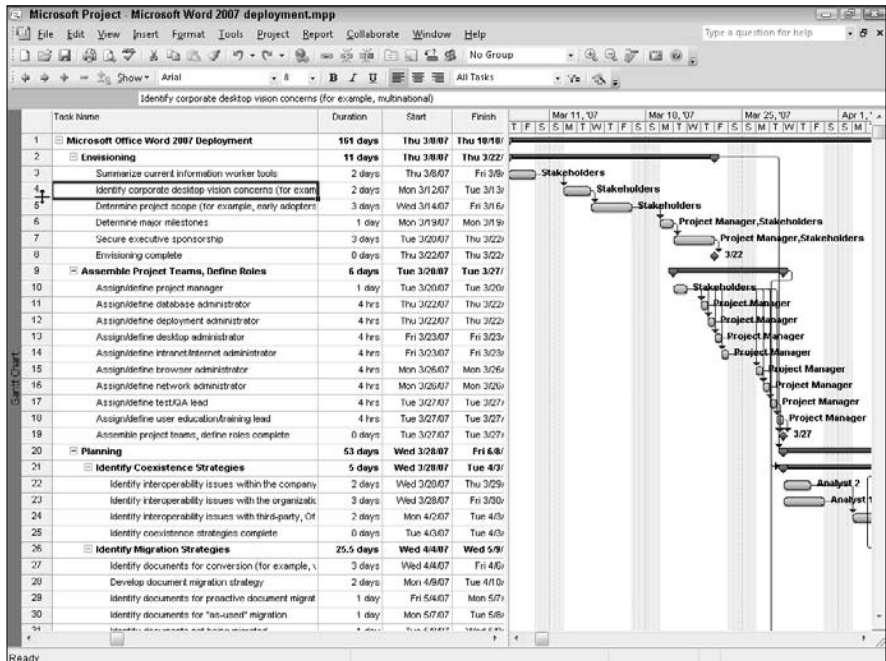 Microsoft Project - Microsoft Word 2007 deployment.mpp
File Edit View Insert Format Tools Project Report Collaborate Window Help
Type a question for help
No Group
Show Arial 8 B I U All Tasks
Identify corporate desktop vision concerns (for example, multinational)
Task Name Duration Start Finish
Mar 11, '07 Mar 18, '07 Mar 25, '07 Apr 1, '
T F S S M T W T F S S M T W T F S S M T W T F S S M
1 Microsoft Office Word 2007 Deployment 161 days Thu 3/8/07 Thu 10/18/
2 Envisioning 11 days Thu 3/8/07 Thu 3/22/
3 Summarize current information worker tools 2 days Thu 3/8/07 Fri 3/9/ Stakeholders
4 Identify corporate desktop vision concerns (for exam 2 days Mon 3/12/07 Tue 3/13/ Stakeholders
5 Determine project scope (for example, early adopters 3 days Wed 3/14/07 Fri 3/16/ Stakeholders
6 Determine major milestones 1 day Mon 3/19/07 Mon 3/19/ Project Manager,Stakeholders
7 Secure executive sponsorship 3 days Tue 3/20/07 Thu 3/22/ Project Manager,Stakeholders
8 Envisioning complete 0 days Thu 3/22/07 Thu 3/22/ 3/22
9 Assemble Project Teams, Define Roles 6 days Tue 3/20/07 Tue 3/27/
10 Assign/define project manager 1 day Tue 3/20/07 Tue 3/20/ Stakeholders
11 Assign/define database administrator 4 hrs Thu 3/22/07 Thu 3/22/ Project Manager
12 Assign/define deployment administrator 4 hrs Thu 3/22/07 Thu 3/22/ Project Manager
13 Assign/define desktop administrator 4 hrs Fri 3/23/07 Fri 3/23/ Project Manager
14 Assign/define intranet/Internet administrator 4 hrs Fri 3/23/07 Fri 3/23/ Project Manager
15 Assign/define browser administrator 4 hrs Mon 3/26/07 Mon 3/26/ Project Manager
16 Assign/define network administrator 4 hrs Mon 3/26/07 Mon 3/26/ Project Manager
17 Assign/define test/QA lead 4 hrs Tue 3/27/07 Tue 3/27/ Project Manager
18 Assign/define user education/training lead 4 hrs Tue 3/27/07 Tue 3/27/ Project Manager
19 Assemble project teams, define roles complete 0 days Tue 3/27/07 Tue 3/27/ 3/27
20 Planning 53 days Wed 3/28/07 Fri 6/8/
21 Identify Coexistence Strategies 5 days Wed 3/28/07 Tue 4/3/
22 Identify interoperability issues within the company 2 days Wed 3/28/07 Thu 3/29/ Analyst 2
23 Identify interoperability issues with the organizatic 3 days Wed 3/28/07 Fri 3/30/ Analyst 1
24 Identify interoperability issues with third-party, Of 2 days Mon 4/2/07 Tue 4/3/
25 Identify coexistence strategies complete 0 days Tue 4/3/07 Tue 4/3/
26 Identify Migration Strategies 25.5 days Wed 4/4/07 Wed 5/9/
27 Identify documents for conversion (for example, v 3 days Wed 4/4/07 Fri 4/6/
28 Develop document migration strategy 2 days Mon 4/9/07 Tue 4/10/
29 Identify documents for proactive document migrat 1 day Fri 5/4/07 Mon 5/7/
30 Identify documents for "as-used" migration 1 day Mon 5/7/07 Tue 5/8/
Gantt Chart
Ready